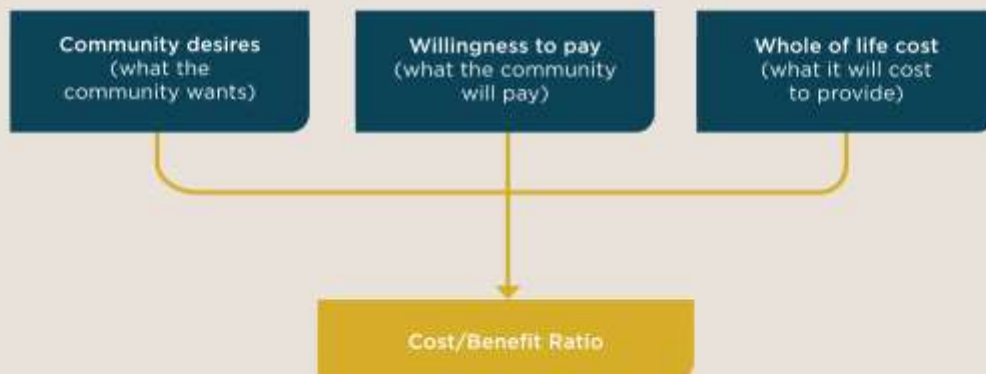 Community desires
(what the
community wants)
Willingness to pay
(what the community
will pay)
Whole of life cost
(what it will cost
to provide)
Cost/Benefit Ratio